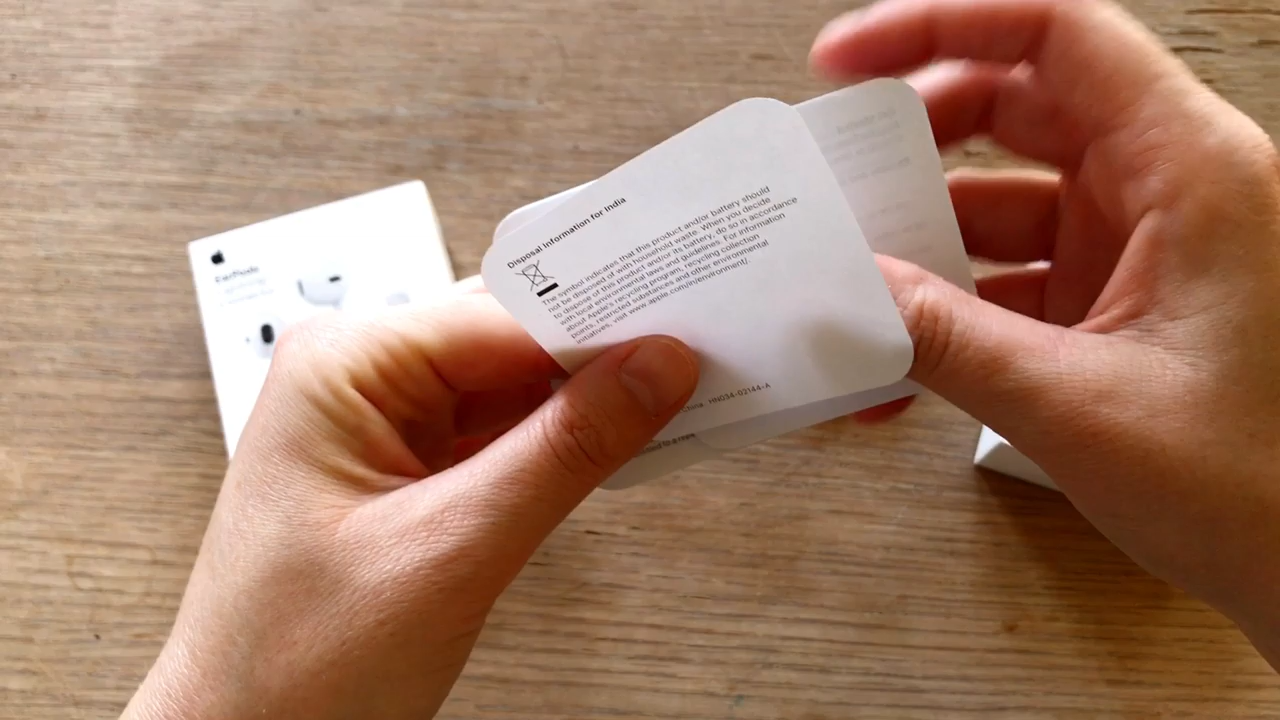 EarPods
Disposal information for India
The symbol indicates that this product and/or battery should
not be disposed of with household waste. When you decide
to dispose of this product and/or its battery, do so in accordance
with local environmental laws and guidelines. For information
about Apple's recycling program, recycling collection
points, restricted substances and other environmental
initiatives, visit www.apple.com/in/environment/
China. HN034-02144-A